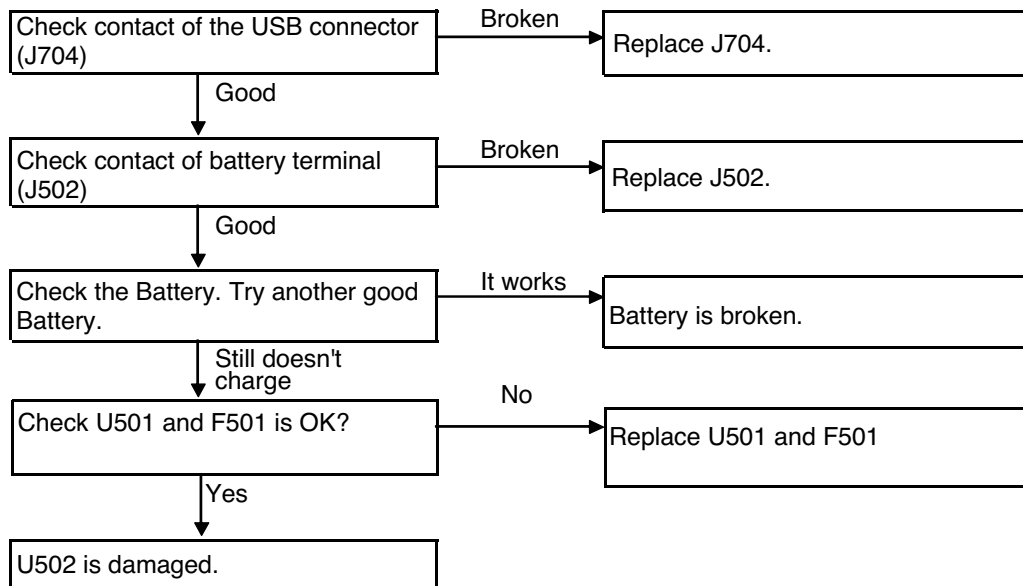 Check contact of the USB connector
(J704)
Broken
Replace J704.
Good
Check contact of battery terminal
(J502)
Broken
Replace J502.
Good
Check the Battery. Try another good
Battery.
It works
Battery is broken.
Still doesn't
charge
Check U501 and F501 is OK?
No
Replace U501 and F501
Yes
U502 is damaged.